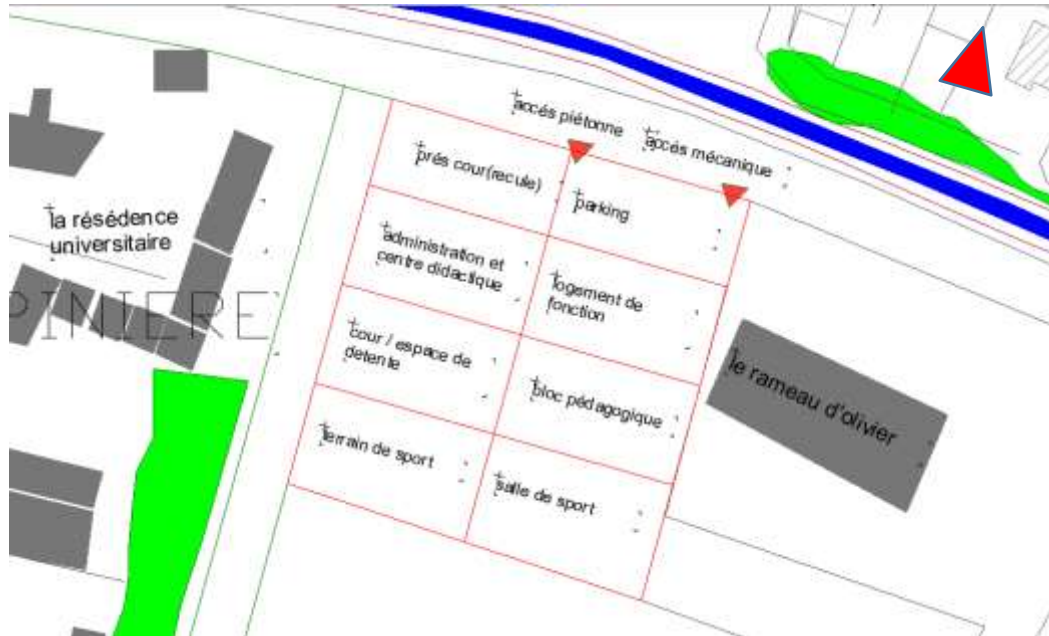 accés piétonne
accés mécanique
prés cour(recule)
parking
la résédence
universitaire
administration et
centre didactique
logement de
fonction
PINIERE
cour / espace de
detente
bloc pédagogique
le rameau d'olivier
terrain de sport
salle de sport